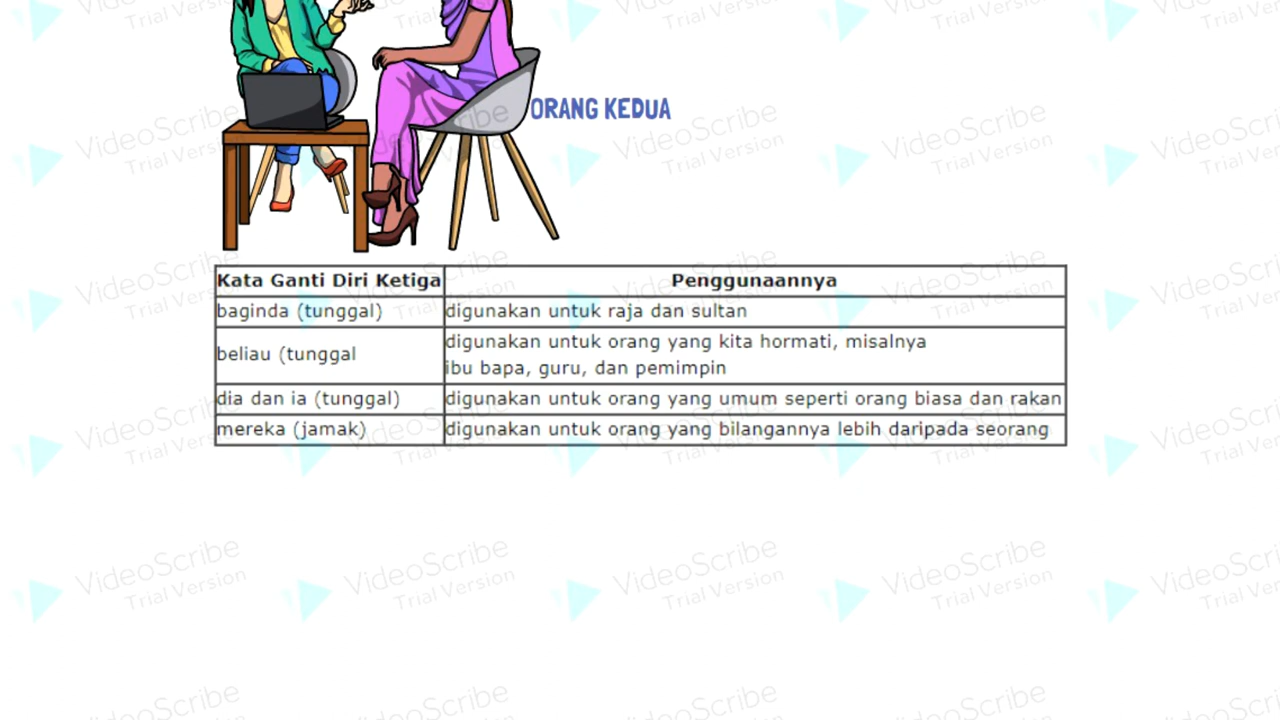 ORANG KEDUA
Kata Ganti Diri Ketiga Penggunaannya
baginda (tunggal) digunakan untuk raja dan sultan
beliau (tunggal digunakan untuk orang yang kita hormati, misalnya
ibu bapa, guru, dan pemimpin
dia dan ia (tunggal) digunakan untuk orang yang umum seperti orang biasa dan rakan
mereka (jamak) digunakan untuk orang yang bilangannya lebih daripada seorang
VideoScribe
Trial Version